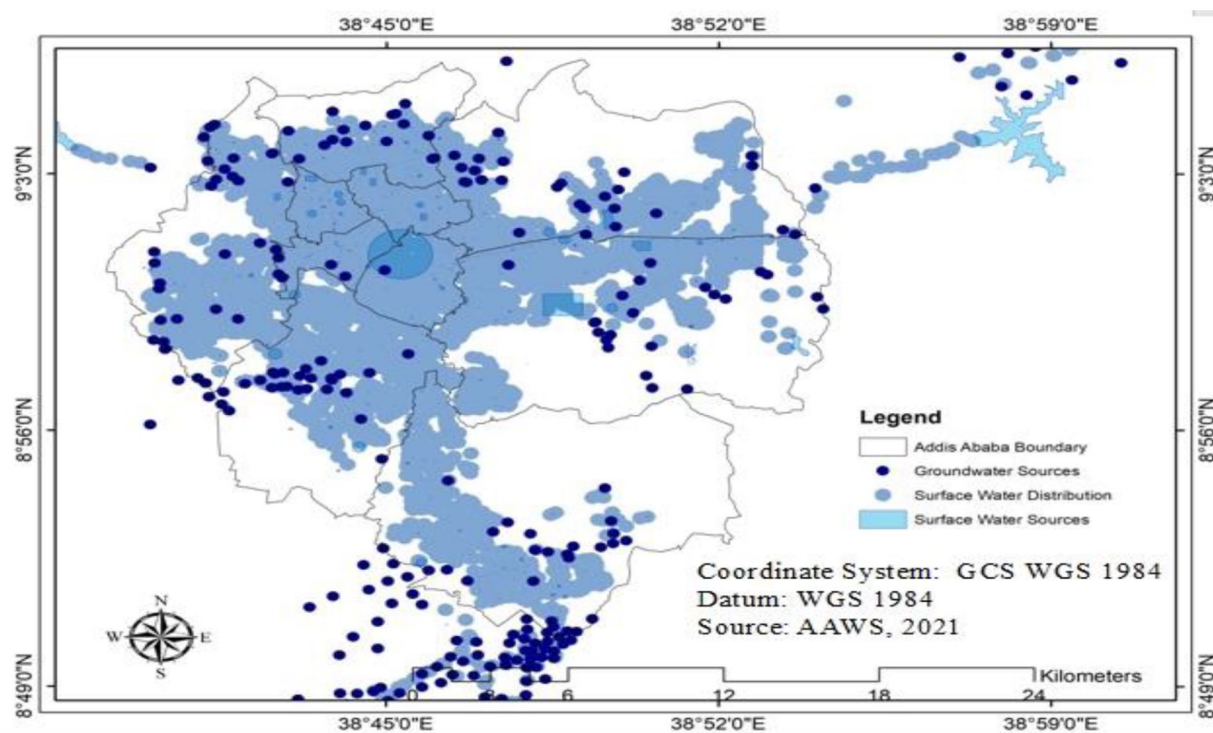 38°45'0"E 38°52'0"E 38°59'0"E
9°3'0"N 9°3'0"N
8°56'0"N 8°56'0"N
8°49'0"N 8°49'0"N
Legend
Addis Ababa Boundary
Groundwater Sources
Surface Water Distribution
Surface Water Sources
Coordinate System: GCS WGS 1984
Datum: WGS 1984
Source: AAWS, 2021
N
W E
S
Kilometers
0 3 6 12 18 24
38°45'0"E 38°52'0"E 38°59'0"E